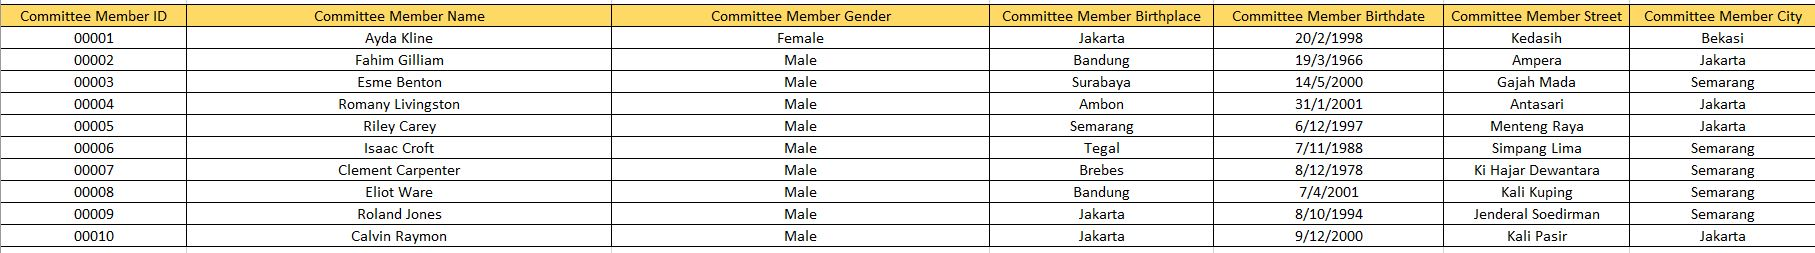 Committee Member ID Committee Member Name Committee Member Gender Committee Member Birthplace Committee Member Birthdate Committee Member Street Committee Member City
00001 Ayda Kline Female Jakarta 20/2/1998 Kedasih Bekasi
00002 Fahim Gilliam Male Bandung 19/3/1966 Ampera Jakarta
00003 Esme Benton Male Surabaya 14/5/2000 Gajah Mada Semarang
00004 Romany Livingston Male Ambon 31/1/2001 Antasari Jakarta
00005 Riley Carey Male Semarang 6/12/1997 Menteng Raya Jakarta
00006 Isaac Croft Male Tegal 7/11/1988 Simpang Lima Semarang
00007 Clement Carpenter Male Brebes 8/12/1978 Ki Hajar Dewantara Semarang
00008 Eliot Ware Male Bandung 7/4/2001 Kali Kuping Semarang
00009 Roland Jones Male Jakarta 8/10/1994 Jenderal Soedirman Semarang
00010 Calvin Raymon Male Jakarta 9/12/2000 Kali Pasir Jakarta